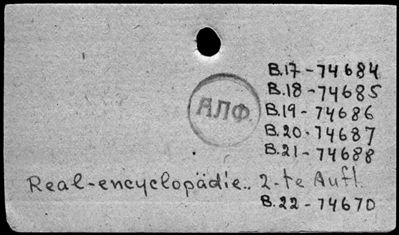 B.17-74684
B.18-74685
АЛФ. B.19-74686
B.20-74687
B.21-74688
Real-encyclopädie.. 2-te Aufl.
B.22-74670